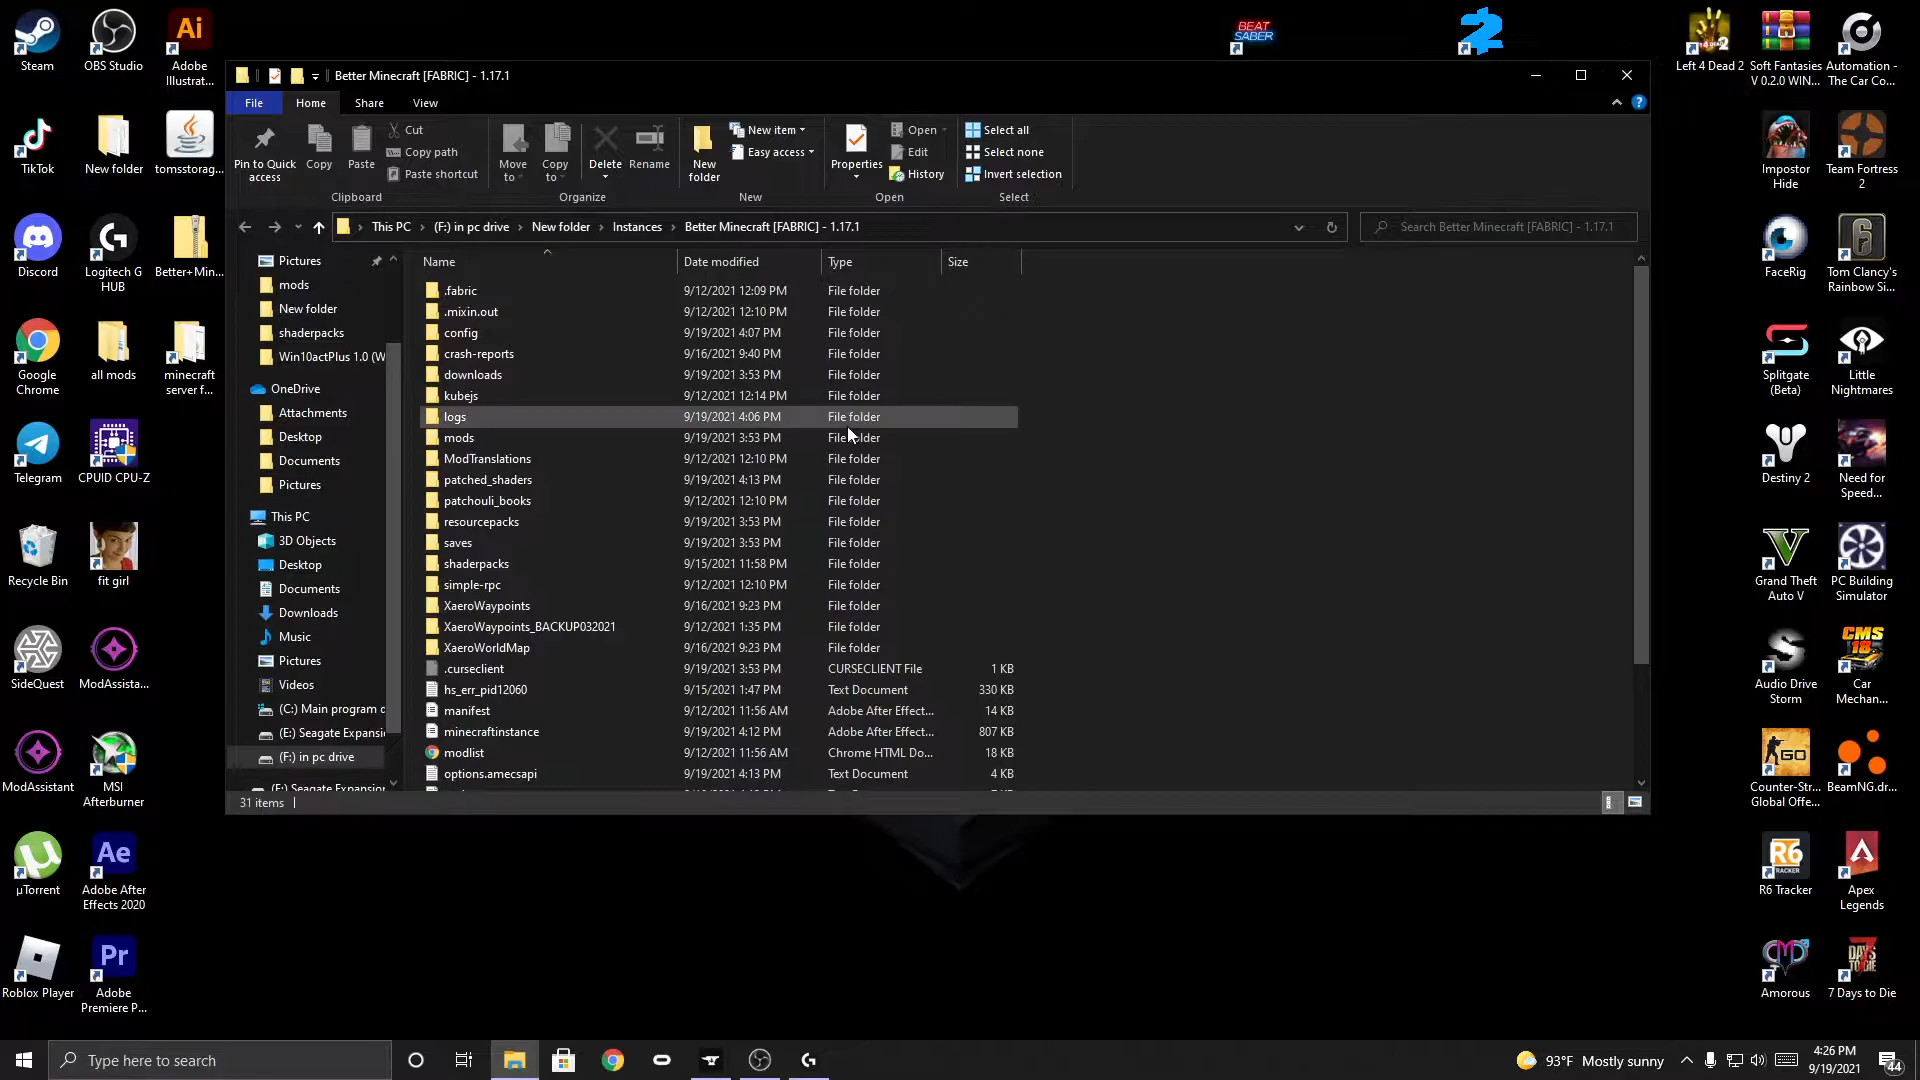 Steam
OBS Studio
Adobe
Illustrat...
TikTok
New folder
tomsstorag...
Discord
Logitech G
HUB
Better+Min...
Google
Chrome
all mods
minecraft
server f...
Telegram
CPUID CPU-Z
Recycle Bin
fit girl
SideQuest
ModAssista...
ModAssistant
MSI
Afterburner
µTorrent
Adobe After
Effects 2020
Roblox Player
Adobe
Premiere P...
Better Minecraft [FABRIC] - 1.17.1
File
Home
Share
View
Pin to Quick
access
Copy
Paste
Cut
Copy path
Paste shortcut
Clipboard
Move
to
Copy
to
Delete
Rename
Organize
New
folder
New item
Easy access
New
Properties
Open
Edit
History
Open
Select all
Select none
Invert selection
Select
This PC
(F:) in pc drive
New folder
Instances
Better Minecraft [FABRIC] - 1.17.1
Search Better Minecraft [FABRIC] - 1.17.1
Pictures
mods
New folder
shaderpacks
Win10actPlus 1.0 (W
OneDrive
Attachments
Desktop
Documents
Pictures
This PC
3D Objects
Desktop
Documents
Downloads
Music
Pictures
Videos
(C:) Main program d
(E:) Seagate Expansi
(F:) in pc drive
(E:) Seagate Expansion
Name Date modified Type Size
.fabric 9/12/2021 12:09 PM File folder
.mixin.out 9/12/2021 12:10 PM File folder
config 9/19/2021 4:07 PM File folder
crash-reports 9/16/2021 9:40 PM File folder
downloads 9/19/2021 3:53 PM File folder
kubejs 9/12/2021 12:14 PM File folder
logs 9/19/2021 4:06 PM File folder
mods 9/19/2021 3:53 PM File folder
ModTranslations 9/12/2021 12:10 PM File folder
patched_shaders 9/19/2021 4:13 PM File folder
patchouli_books 9/12/2021 12:10 PM File folder
resourcepacks 9/19/2021 3:53 PM File folder
saves 9/19/2021 3:53 PM File folder
shaderpacks 9/15/2021 11:58 PM File folder
simple-rpc 9/12/2021 12:10 PM File folder
XaeroWaypoints 9/16/2021 9:23 PM File folder
XaeroWaypoints_BACKUP032021 9/12/2021 1:35 PM File folder
XaeroWorldMap 9/16/2021 9:23 PM File folder
.curseclient 9/19/2021 3:53 PM CURSECLIENT File 1 KB
hs_err_pid12060 9/15/2021 1:47 PM Text Document 330 KB
manifest 9/12/2021 11:56 AM Adobe After Effect... 14 KB
minecraftinstance 9/19/2021 4:12 PM Adobe After Effect... 807 KB
modlist 9/12/2021 11:56 AM Chrome HTML Do... 18 KB
options.amecsapi 9/19/2021 4:13 PM Text Document 4 KB
31 items
BEAT
SABER
Left 4 Dead 2
Soft Fantasies
V 0.2.0 WIN...
Automation -
The Car Co...
Impostor
Hide
Team Fortress
2
FaceRig
Tom Clancy's
Rainbow Si...
Splitgate
(Beta)
Little
Nightmares
Destiny 2
Need for
Speed...
Grand Theft
Auto V
PC Building
Simulator
Audio Drive
Storm
Car
Mechan...
Counter-Str...
Global Offe...
BeamNG.dr...
R6 Tracker
Apex
Legends
Amorous
7 Days to Die
Type here to search
93°F Mostly sunny
4:26 PM
9/19/2021
44